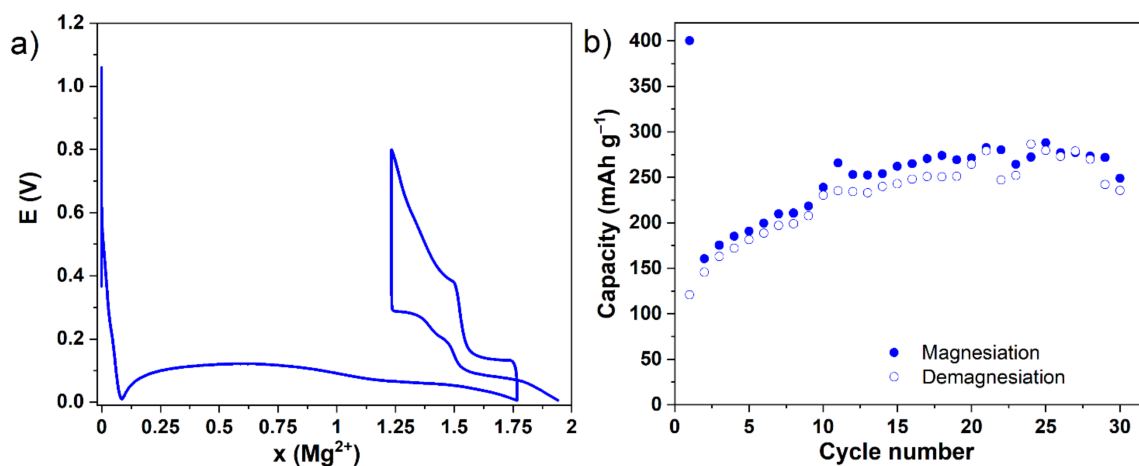 a)
1.2
1.0
0.8
0.6
0.4
0.2
0.0
E (V)
0 0.25 0.5 0.75 1 1.25 1.5 1.75 2
x (Mg²⁺)
b)
400
350
300
250
200
150
100
50
0
Capacity (mAh g⁻¹)
Magnesiation
Demagnesiation
0 5 10 15 20 25 30
Cycle number